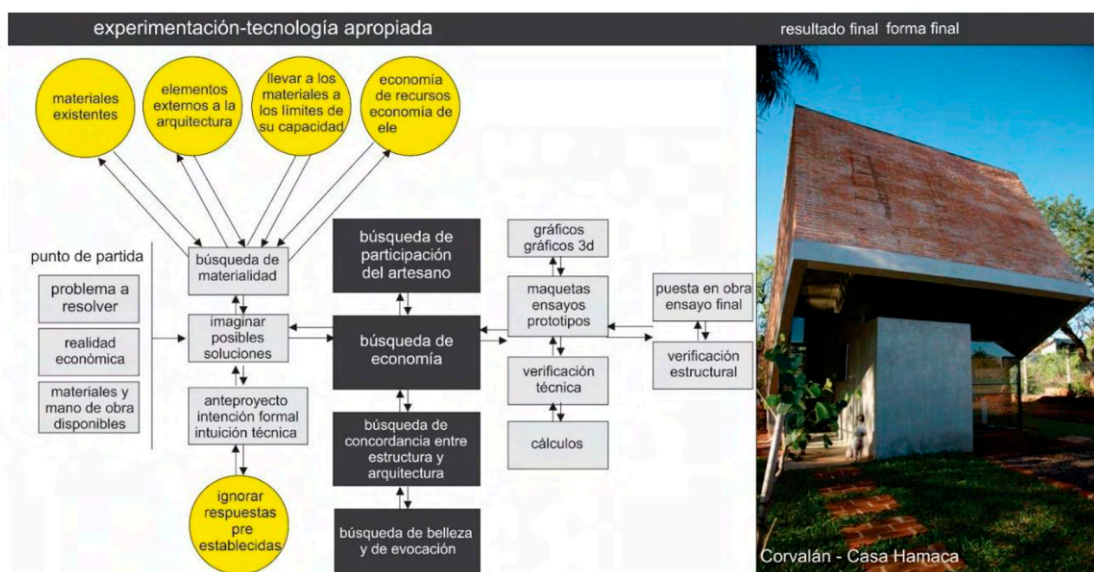 experimentación-tecnología apropiada
resultado final forma final
materiales
existentes
elementos
externos a la
arquitectura
llevar a los
materiales a
los límites de
su capacidad
economía
de recursos
economía de
ele
punto de partida
problema a
resolver
realidad
económica
materiales y
mano de obra
disponibles
búsqueda de
materialidad
imaginar
posibles
soluciones
anteproyecto
intención formal
intuición técnica
ignorar
respuestas
pre
establecidas
búsqueda de
participación
del artesano
búsqueda
de economía
búsqueda
de concordancia entre
estructura y
arquitectura
búsqueda de belleza
y de evocación
gráficos
gráficos 3d
maquetas
ensayos
prototipos
verificación
técnica
cálculos
puesta en obra
ensayo final
verificación
estructural
Corvalán - Casa Hamaca